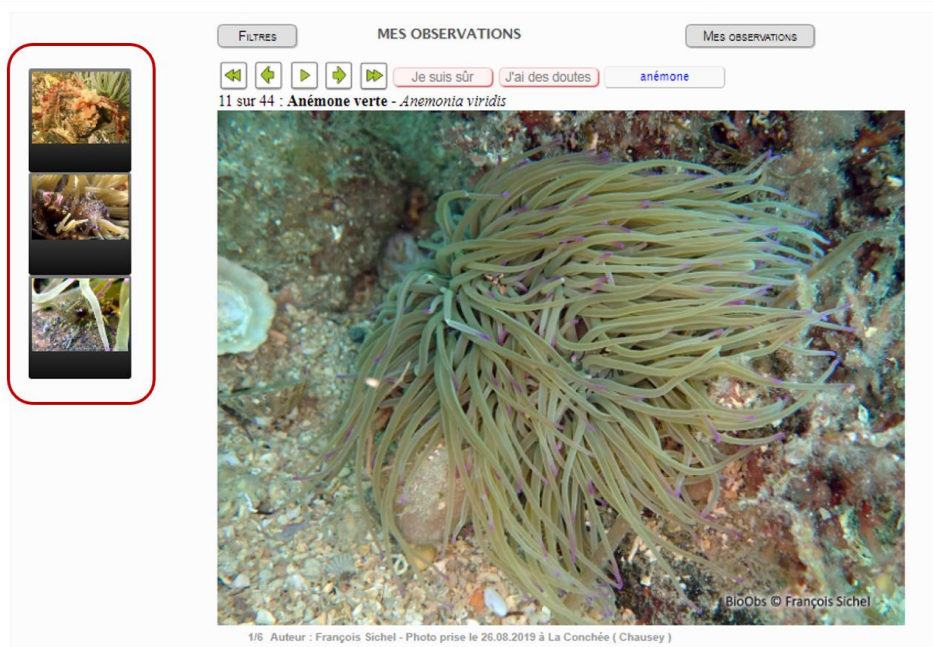 Filtres
MES OBSERVATIONS
Mes observations
Je suis sûr
J'ai des doutes
anémone
11 sur 44 : Anémone verte - Anemonia viridis
BioObs © François Sichel
1/6 Auteur : François Sichel - Photo prise le 26.08.2019 à La Conchée ( Chausey )